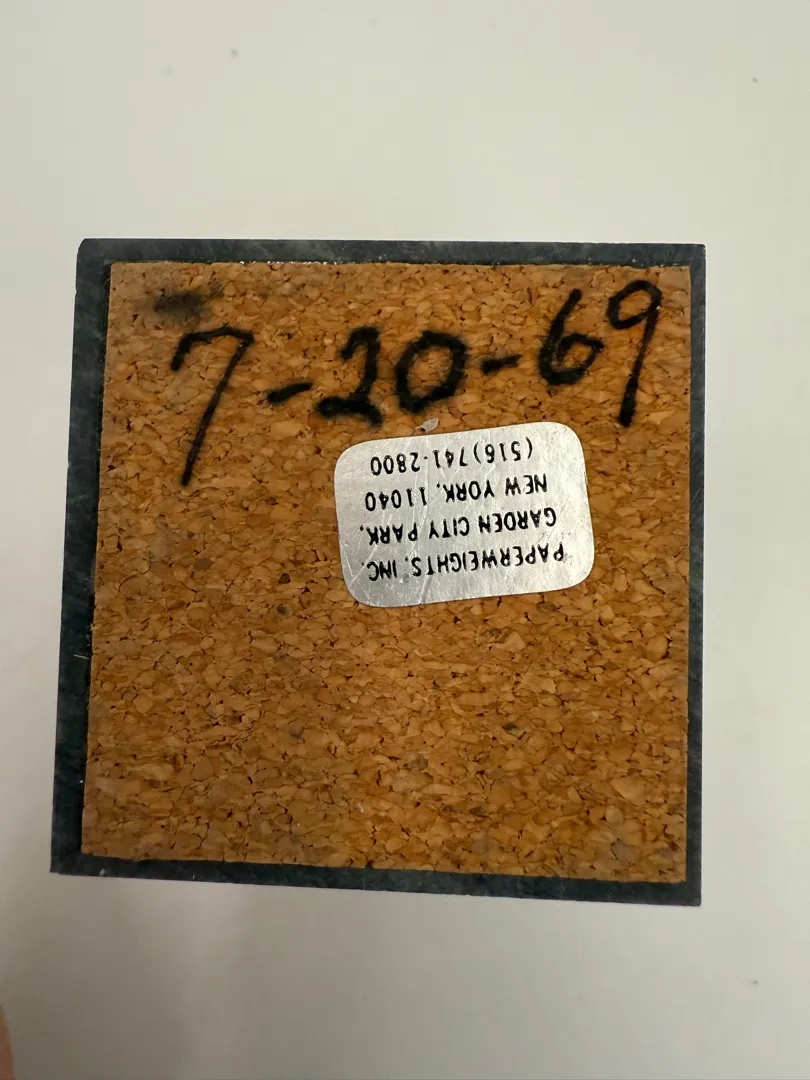 7-20-69
PAPERWEIGHTS, INC.
GARDEN CITY PARK,
NEW YORK, 11040
(516)741-2800